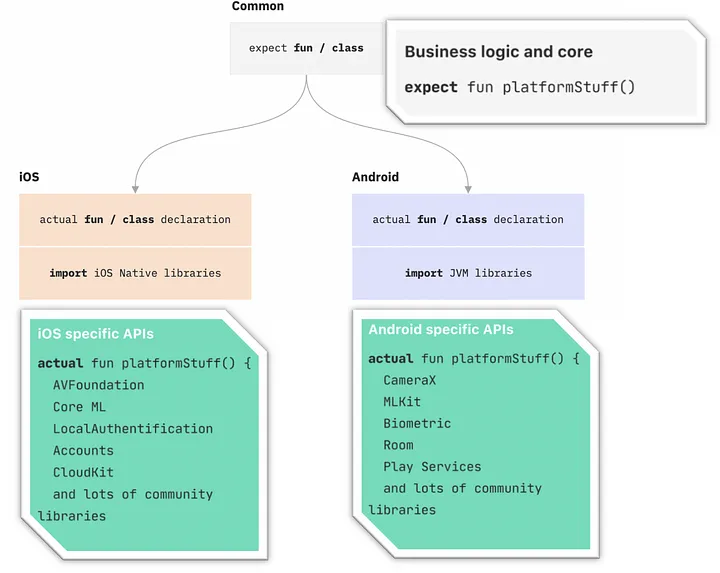 Common
expect fun / class
Business logic and core
expect fun platformStuff()
iOS
actual fun / class declaration
import iOS Native libraries
iOS specific APIs
actual fun platformStuff() {
AVFoundation
Core ML
LocalAuthentification
Accounts
CloudKit
and lots of community
libraries
Android
actual fun / class declaration
import JVM libraries
Android specific APIs
actual fun platformStuff() {
CameraX
MLKit
Biometric
Room
Play Services
and lots of community
libraries